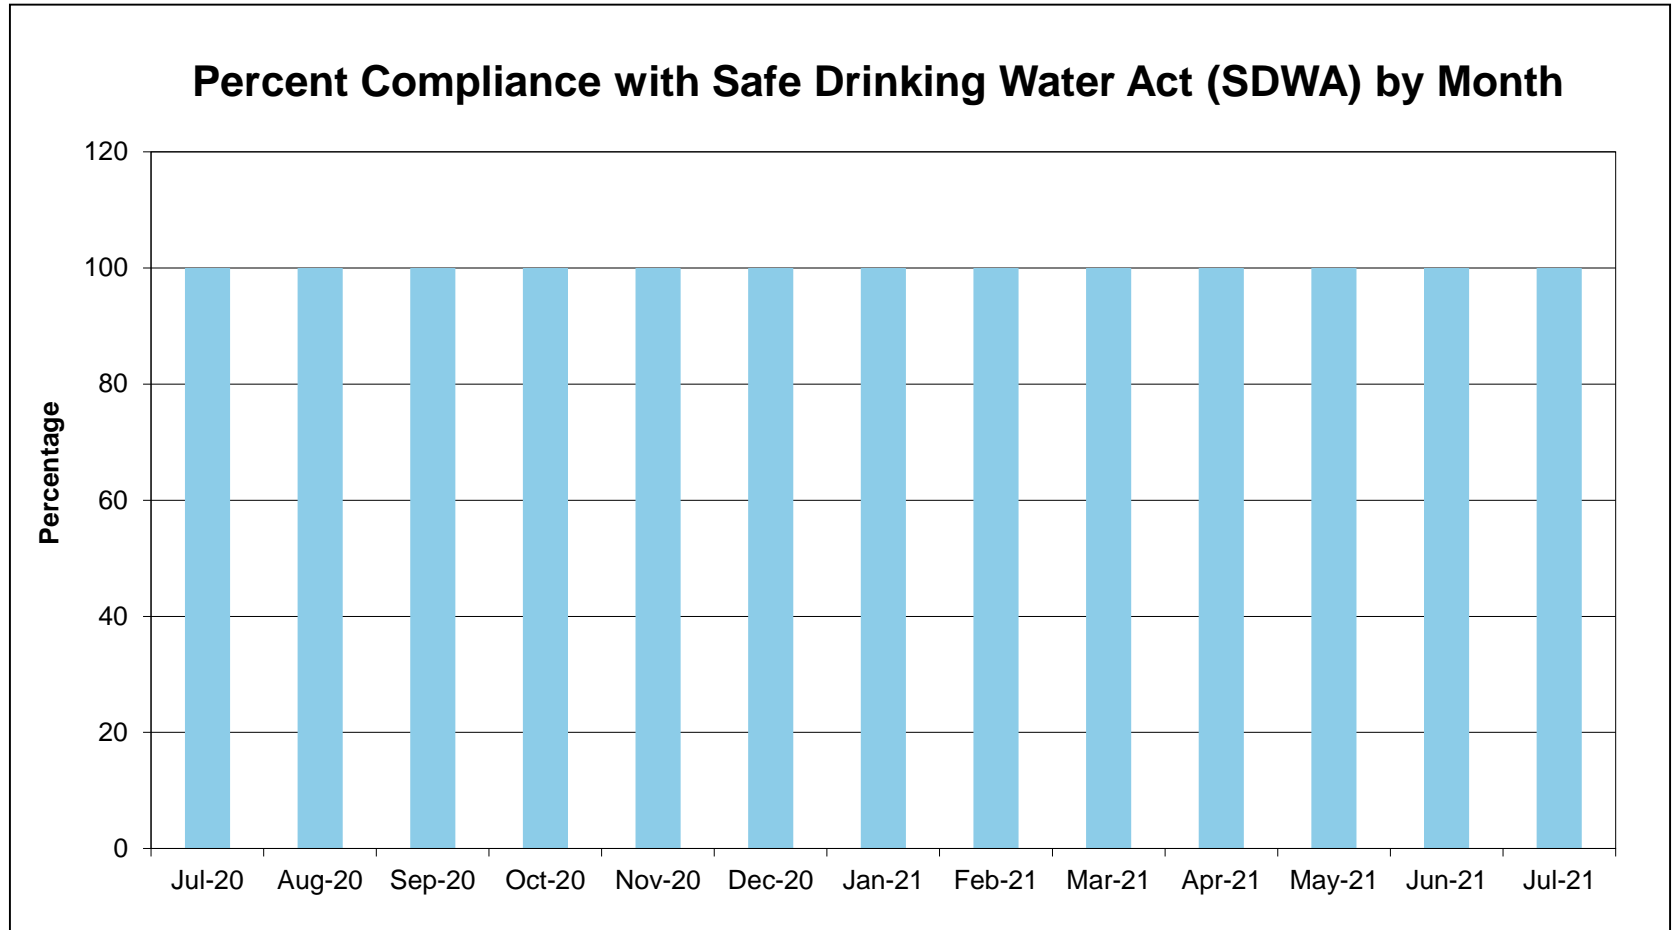 Percent Compliance with Safe Drinking Water Act (SDWA) by Month
120
100
80
60
40
20
0
Percentage
Jul-20 Aug-20 Sep-20 Oct-20 Nov-20 Dec-20 Jan-21 Feb-21 Mar-21 Apr-21 May-21 Jun-21 Jul-21